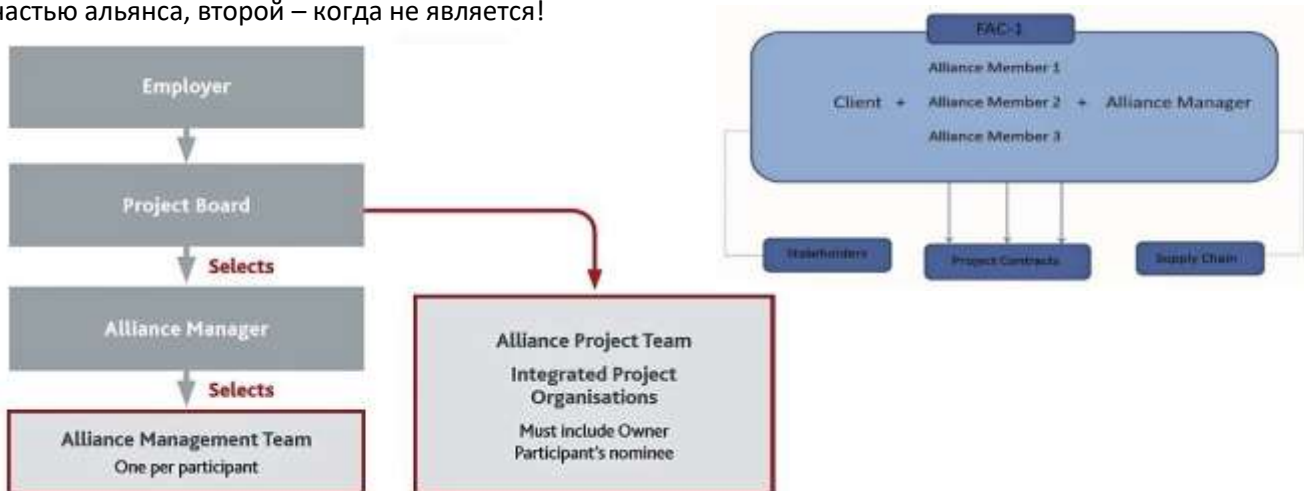 частью альянса, второй – когда не является!
Employer
Project Board
Selects
Alliance Manager
Selects
Alliance Management Team
One per participant
Alliance Project Team
Integrated Project
Organisations
Must include Owner
Participant's nominee
FAC-1
Alliance Member 1
Client + Alliance Member 2 + Alliance Manager
Alliance Member 3
Stakeholders
Project Contracts
Supply Chain